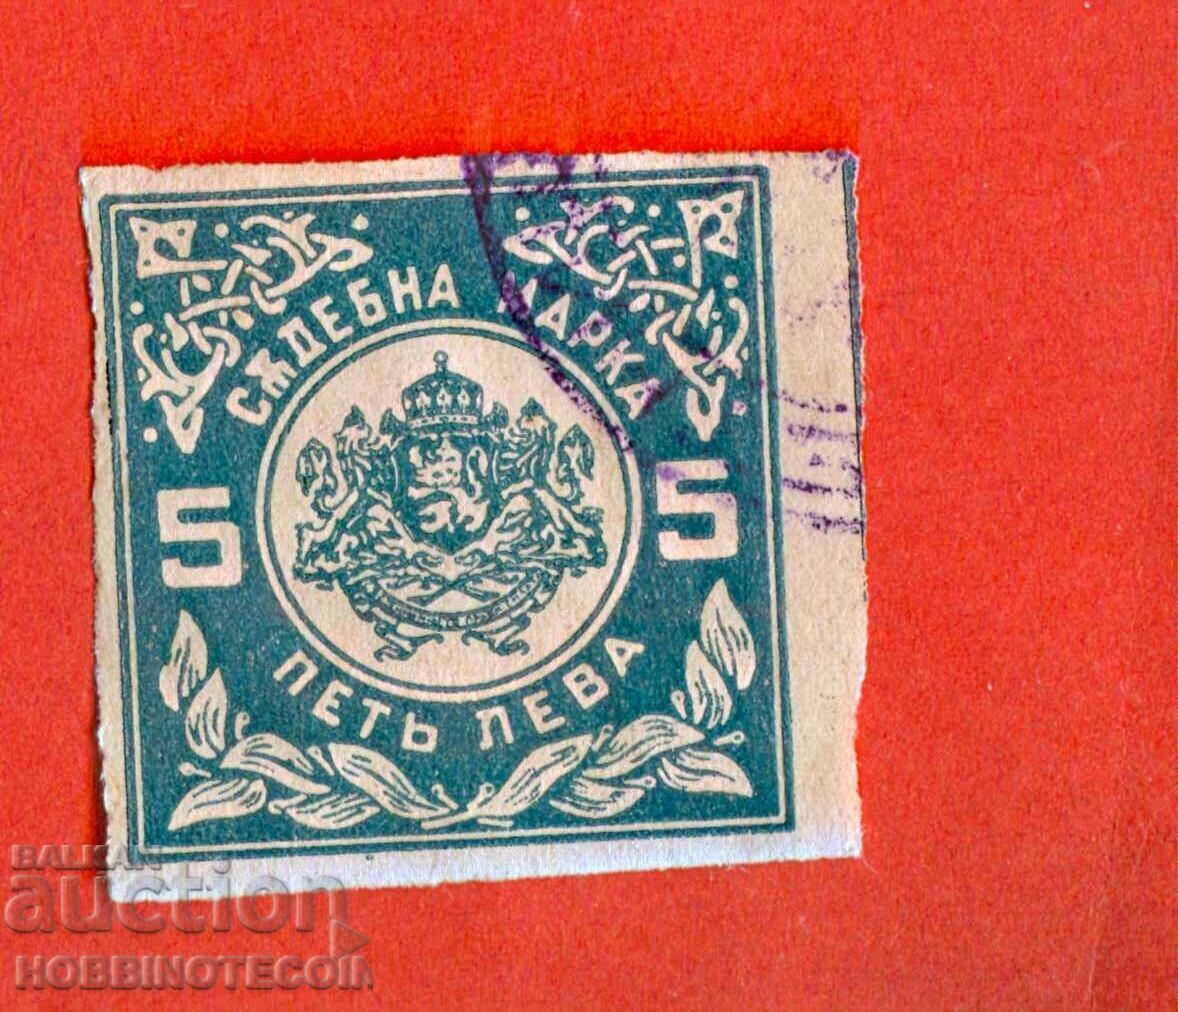 СѪДЕБНА МАРКА
5 5
ПЕТЬ ЛЕВА
BALKAN
auction
HOBBINOTECOIN